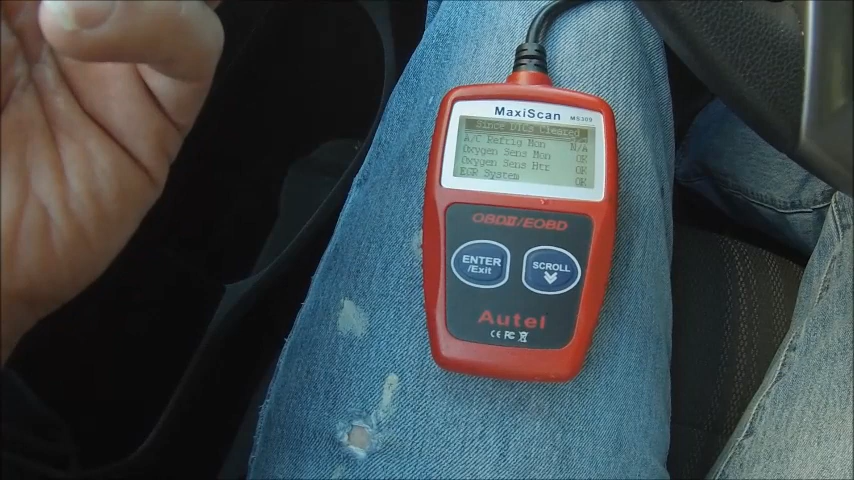 MaxiScan MS309
Since DTCs Cleared
A/C Refrig Mon N/A
Oxygen Sens Mon OK
Oxygen Sens Htr OK
EGR System OK
OBDII/EOBD
ENTER
/Exit
SCROLL
Autel
CE FC